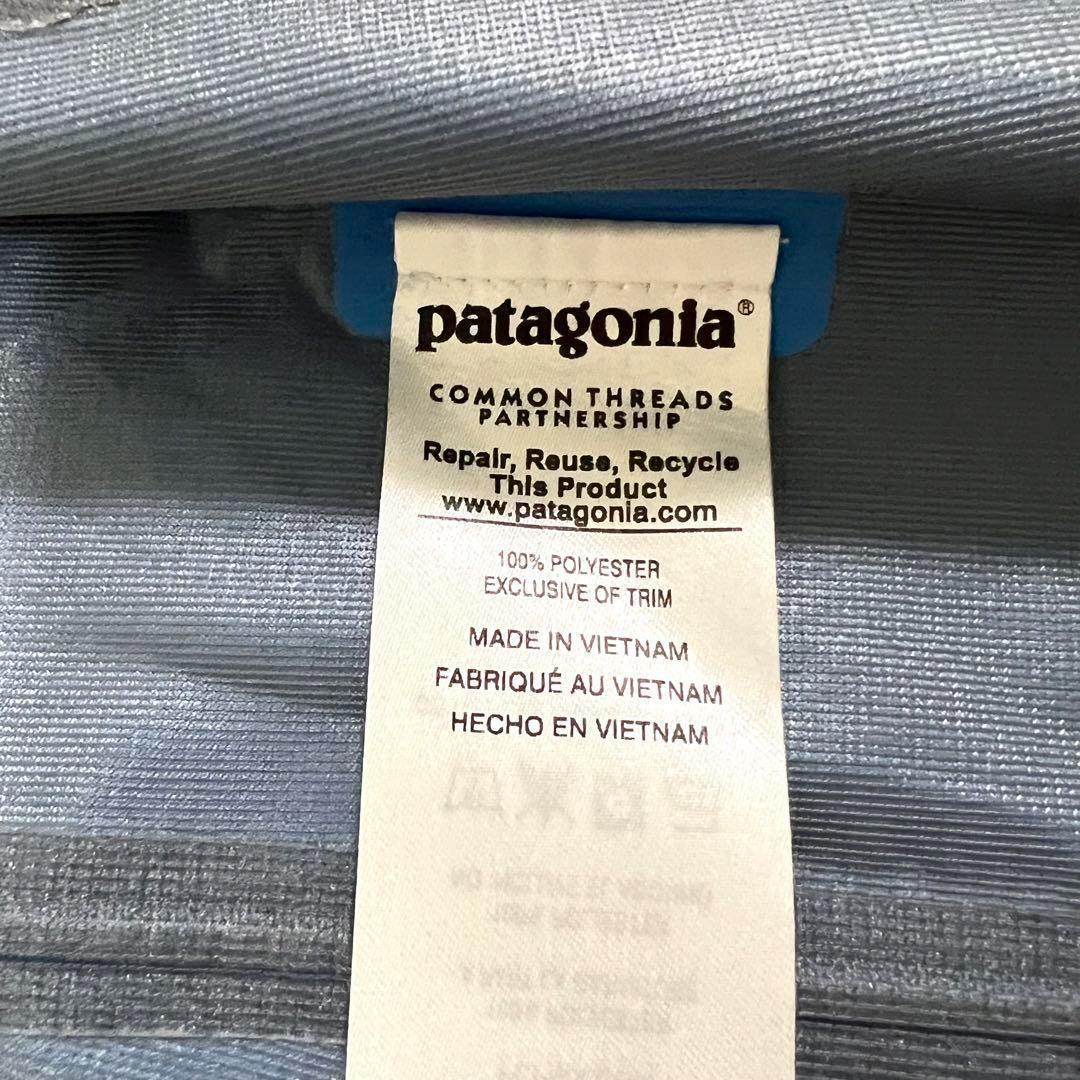 patagonia®
COMMON THREADS
PARTNERSHIP
Repair, Reuse, Recycle
This Product
www.patagonia.com
100% POLYESTER
EXCLUSIVE OF TRIM
MADE IN VIETNAM
FABRIQUÉ AU VIETNAM
HECHO EN VIETNAM